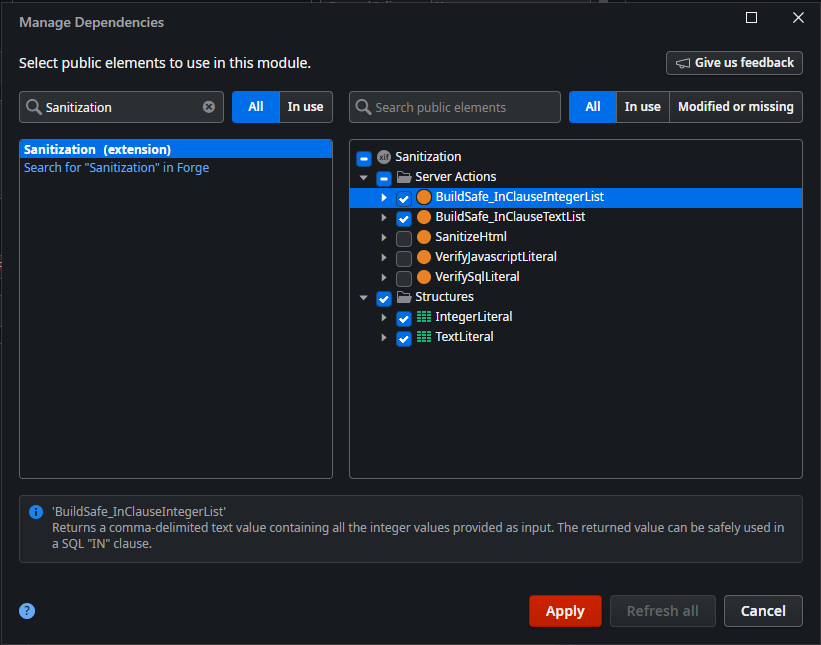 Manage Dependencies
Select public elements to use in this module.
Give us feedback
Sanitization
All
In use
Search public elements
All
In use
Modified or missing
Sanitization (extension)
Search for "Sanitization" in Forge
xif Sanitization
Server Actions
BuildSafe_InClauseIntegerList
BuildSafe_InClauseTextList
SanitizeHtml
VerifyJavascriptLiteral
VerifySqlLiteral
Structures
IntegerLiteral
TextLiteral
'BuildSafe_InClauseIntegerList'
Returns a comma-delimited text value containing all the integer values provided as input. The returned value can be safely used in
a SQL "IN" clause.
?
Apply
Refresh all
Cancel